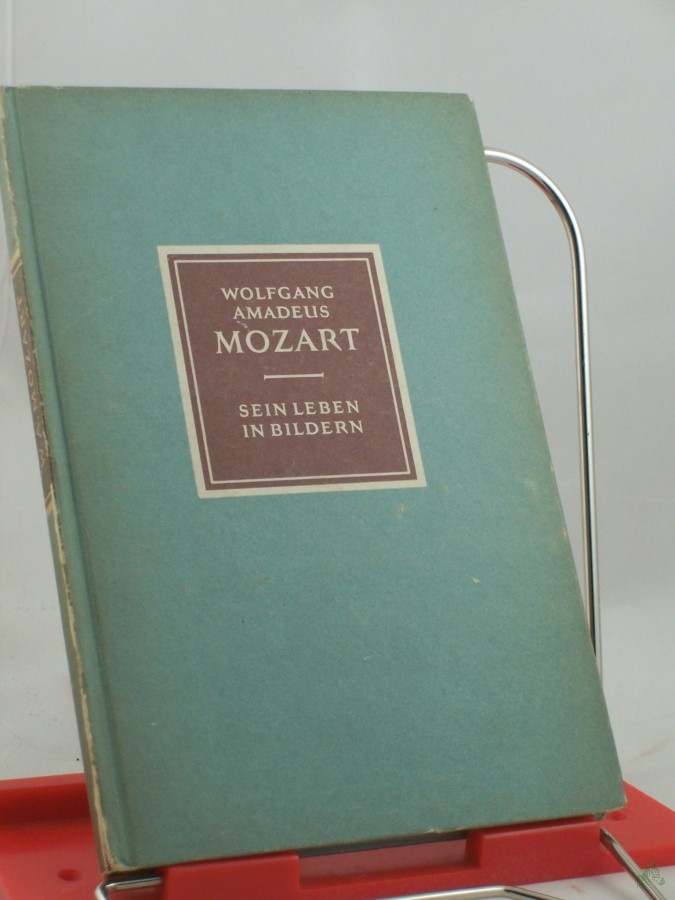 WOLFGANG
AMADEUS
MOZART
SEIN LEBEN
IN BILDERN